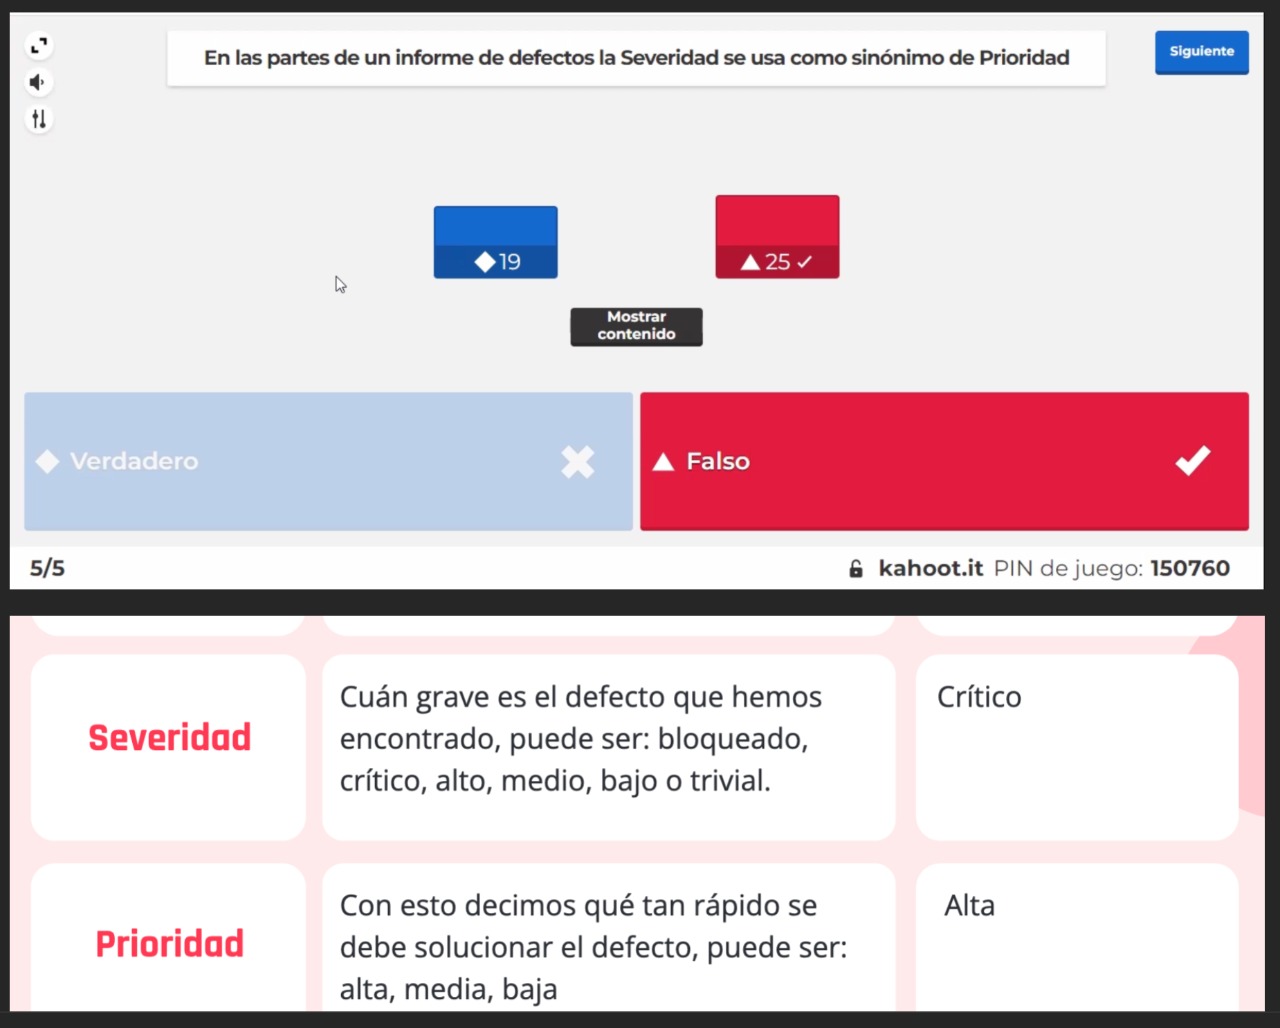 En las partes de un informe de defectos la Severidad se usa como sinónimo de Prioridad
Siguiente
19
25
Mostrar
contenido
Verdadero
Falso
5/5
kahoot.it PIN de juego: 150760
Severidad
Cuán grave es el defecto que hemos
encontrado, puede ser: bloqueado,
crítico, alto, medio, bajo o trivial.
Crítico
Prioridad
Con esto decimos qué tan rápido se
debe solucionar el defecto, puede ser:
alta, media, baja
Alta